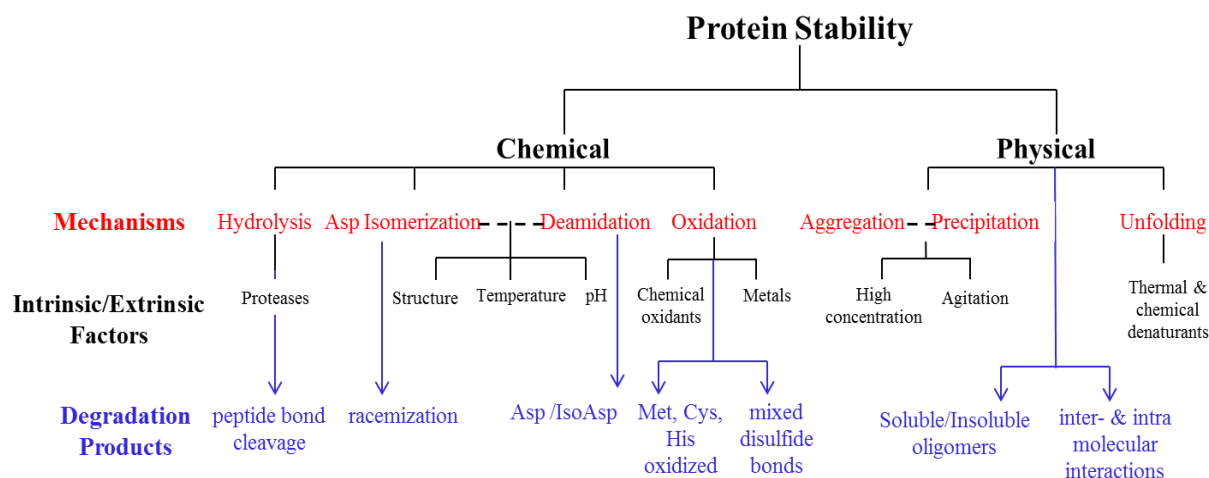 Protein Stability
Chemical
Physical
Mechanisms
Hydrolysis
Asp Isomerization
Deamidation
Oxidation
Aggregation
Precipitation
Unfolding
Intrinsic/Extrinsic
Factors
Proteases
Structure
Temperature
pH
Chemical
oxidants
Metals
High
concentration
Agitation
Thermal &
chemical
denaturants
Degradation
Products
peptide bond
cleavage
racemization
Asp /IsoAsp
Met, Cys,
His
oxidized
mixed
disulfide
bonds
Soluble/Insoluble
oligomers
inter- & intra
molecular
interactions